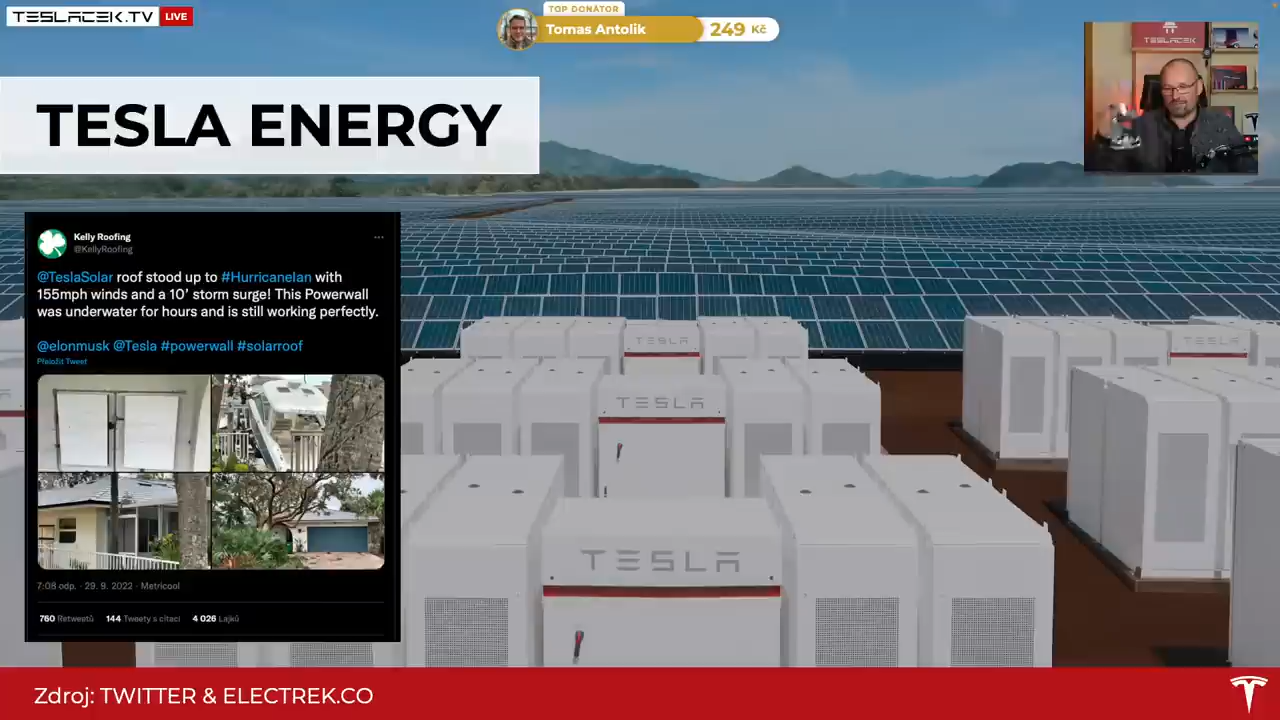 TESLACEK.TV LIVE
TOP DONÁTOR
Tomas Antolik 249 Kč
TESLACEK
TESLA ENERGY
Kelly Roofing
@KellyRoofing
@TeslaSolar roof stood up to #HurricaneIan with
155mph winds and a 10' storm surge! This Powerwall
was underwater for hours and is still working perfectly.
@elonmusk @Tesla #powerwall #solarroof
Přeložit Tweet
7:08 odp. · 29. 9. 2022 · Metricool
760 Retweetů 144 Tweety s citací 4 026 Lajků
TESLA
TESLA
TESLA
TESLA
Zdroj: TWITTER & ELECTREK.CO